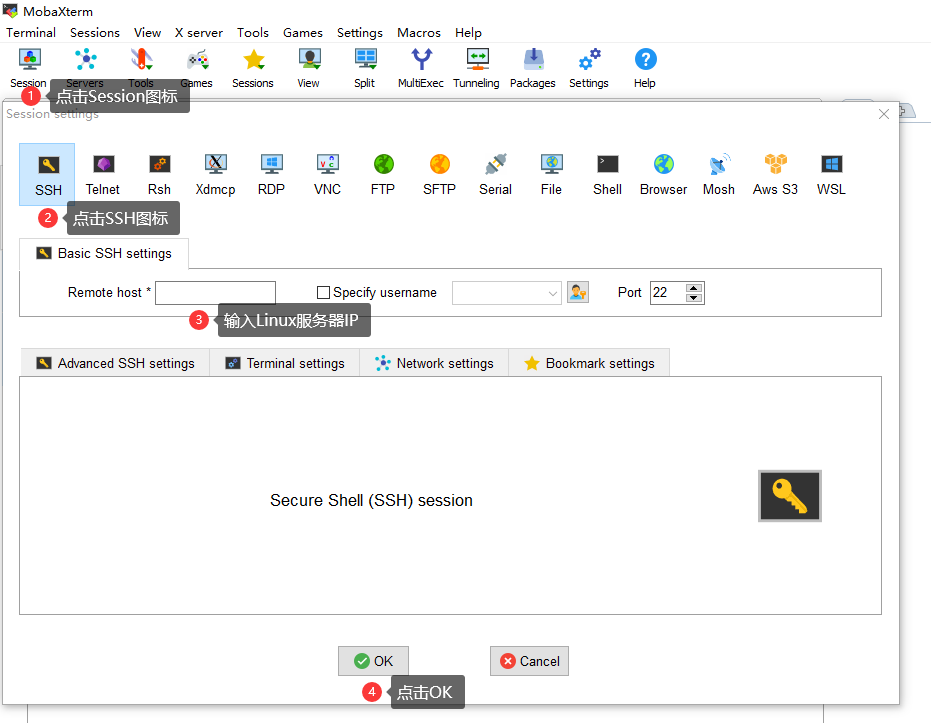 MobaXterm
Terminal Sessions View X server Tools Games Settings Macros Help
Session Servers Tools Games Sessions View Split MultiExec Tunneling Packages Settings Help
1 点击Session图标
Session settings
SSH Telnet Rsh Xdmcp RDP VNC FTP SFTP Serial File Shell Browser Mosh Aws S3 WSL
2 点击SSH图标
Basic SSH settings
Remote host * Specify username Port 22
3 输入Linux服务器IP
Advanced SSH settings Terminal settings Network settings Bookmark settings
Secure Shell (SSH) session
OK Cancel
4 点击OK